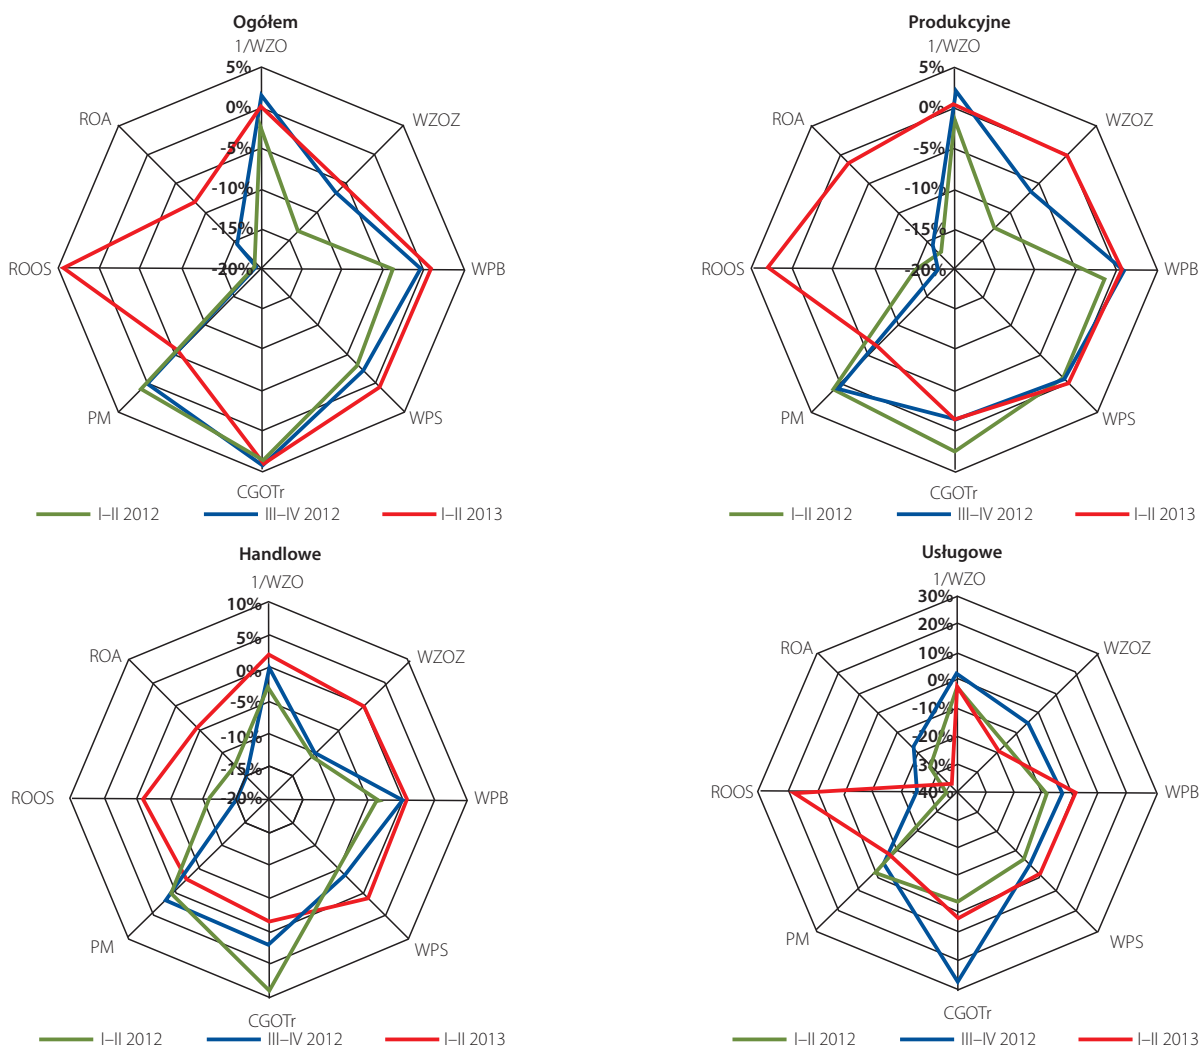 Ogółem
1/WZO
5%
0%
-5%
-10%
-15%
-20%
WZOZ
WPB
WPS
CGOTr
PM
ROOS
ROA
I–II 2012
III–IV 2012
I–II 2013
Produkcyjne
1/WZO
5%
0%
-5%
-10%
-15%
-20%
WZOZ
WPB
WPS
CGOTr
PM
ROOS
ROA
I–II 2012
III–IV 2012
I–II 2013
Handlowe
1/WZO
10%
5%
0%
-5%
-10%
-15%
-20%
WZOZ
WPB
WPS
CGOTr
PM
ROOS
ROA
I–II 2012
III–IV 2012
I–II 2013
Usługowe
1/WZO
30%
20%
10%
0%
-10%
-20%
-30%
-40%
WZOZ
WPB
WPS
CGOTr
PM
ROOS
ROA
I–II 2012
III–IV 2012
I–II 2013